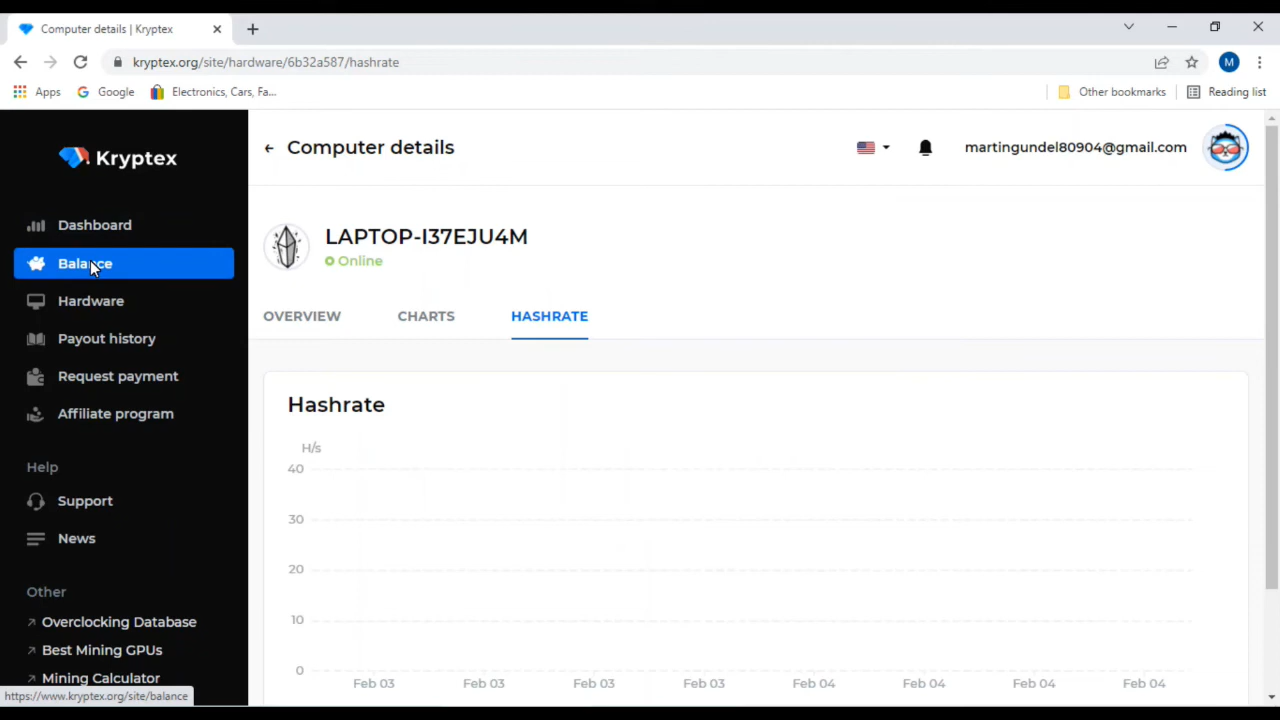 Computer details | Kryptex
kryptex.org/site/hardware/6b32a587/hashrate
M
Apps
Google
Electronics, Cars, Fa...
Other bookmarks
Reading list
Kryptex
Computer details
martingundel80904@gmail.com
Dashboard
Balance
Hardware
Payout history
Request payment
Affiliate program
Help
Support
News
Other
Overclocking Database
Best Mining GPUs
Mining Calculator
https://www.kryptex.org/site/balance
LAPTOP-I37EJU4M
Online
OVERVIEW
CHARTS
HASHRATE
Hashrate
H/s
40
30
20
10
0
Feb 03
Feb 03
Feb 03
Feb 03
Feb 04
Feb 04
Feb 04
Feb 04